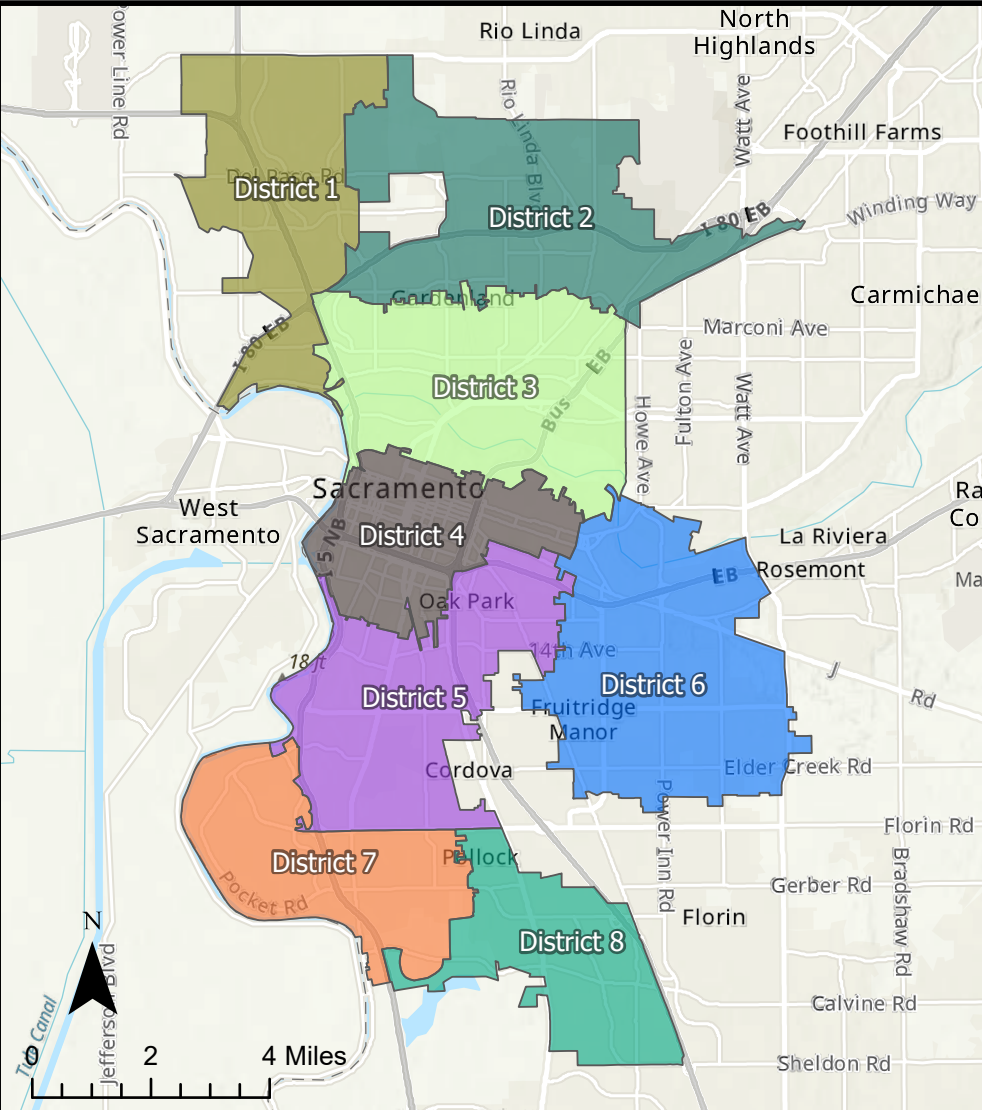 Power Line Rd
Rio Linda
North
Highlands
Rio Linda Blvd
Watt Ave
Foothill Farms
Del Paso Rd
District 1
District 2
I 80 EB
Winding Way
Gardenland
Carmichae
I 80 EB
Marconi Ave
District 3
EB
Bus
Howe Ave
Fulton Ave
Watt Ave
Sacramento
West
Sacramento
District 4
I 5 NB
Ra
Co
La Riviera
EB
Rosemont
Ma
Oak Park
14th Ave
18 ft
District 5
District 6
J
Rd
Fruitridge
Manor
Cordova
Elder Creek Rd
Power Inn Rd
Florin Rd
District 7
Pollock
Gerber Rd
Bradshaw Rd
Pocket Rd
Florin
District 8
N
Jefferson Blvd
Calvine Rd
Tule Canal
0 2 4 Miles
Sheldon Rd